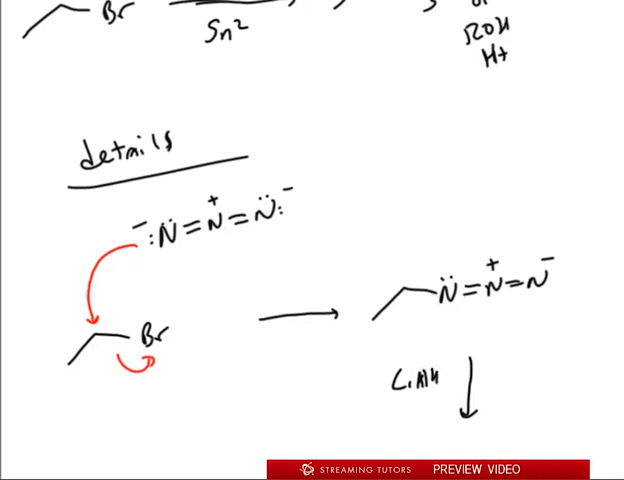 Br
Sn2
ROH
H+
details
− :N̈ = N⁺ = N̈: −
Br
N̈ = N⁺ = N −
LiAlH
STREAMING TUTORS PREVIEW VIDEO